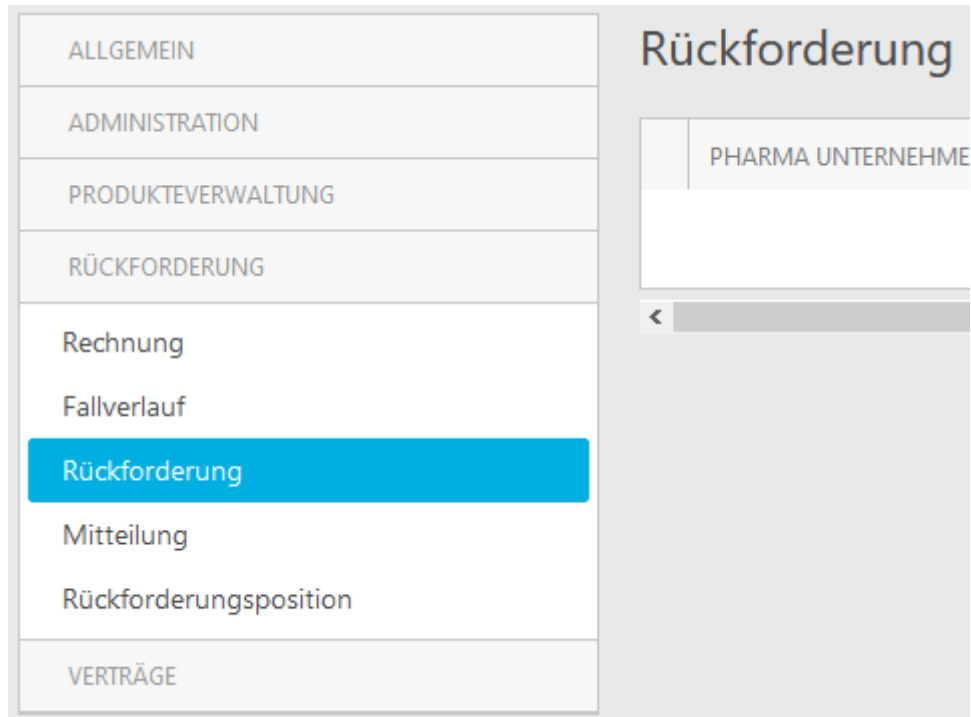 ALLGEMEIN
ADMINISTRATION
PRODUKTEVERWALTUNG
RÜCKFORDERUNG
Rechnung
Fallverlauf
Rückforderung
Mitteilung
Rückforderungsposition
VERTRÄGE
Rückforderung
PHARMA UNTERNEHME